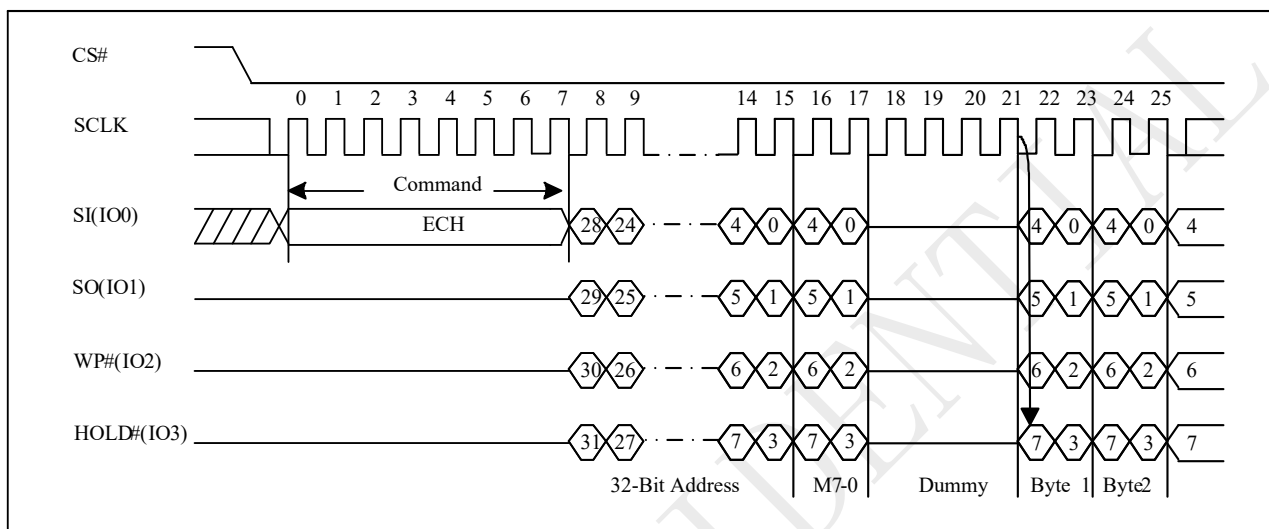 CS#
0 1 2 3 4 5 6 7 8 9 14 15 16 17 18 19 20 21 22 23 24 25
SCLK
Command
SI(IO0) ECH 28 24 4 0 4 0 4 0 4 0 4
SO(IO1) 29 25 5 1 5 1 5 1 5 1 5
WP#(IO2) 30 26 6 2 6 2 6 2 6 2 6
HOLD#(IO3) 31 27 7 3 7 3 7 3 7 3 7
32-Bit Address M7-0 Dummy Byte 1 Byte2